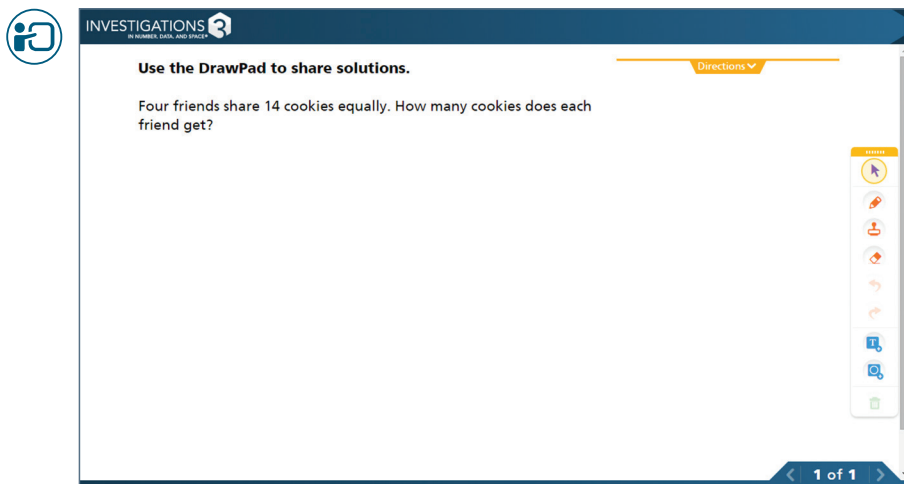 INVESTIGATIONS 3
IN NUMBER, DATA, AND SPACE®
Use the DrawPad to share solutions.
Directions
Four friends share 14 cookies equally. How many cookies does each
friend get?
T
1 of 1